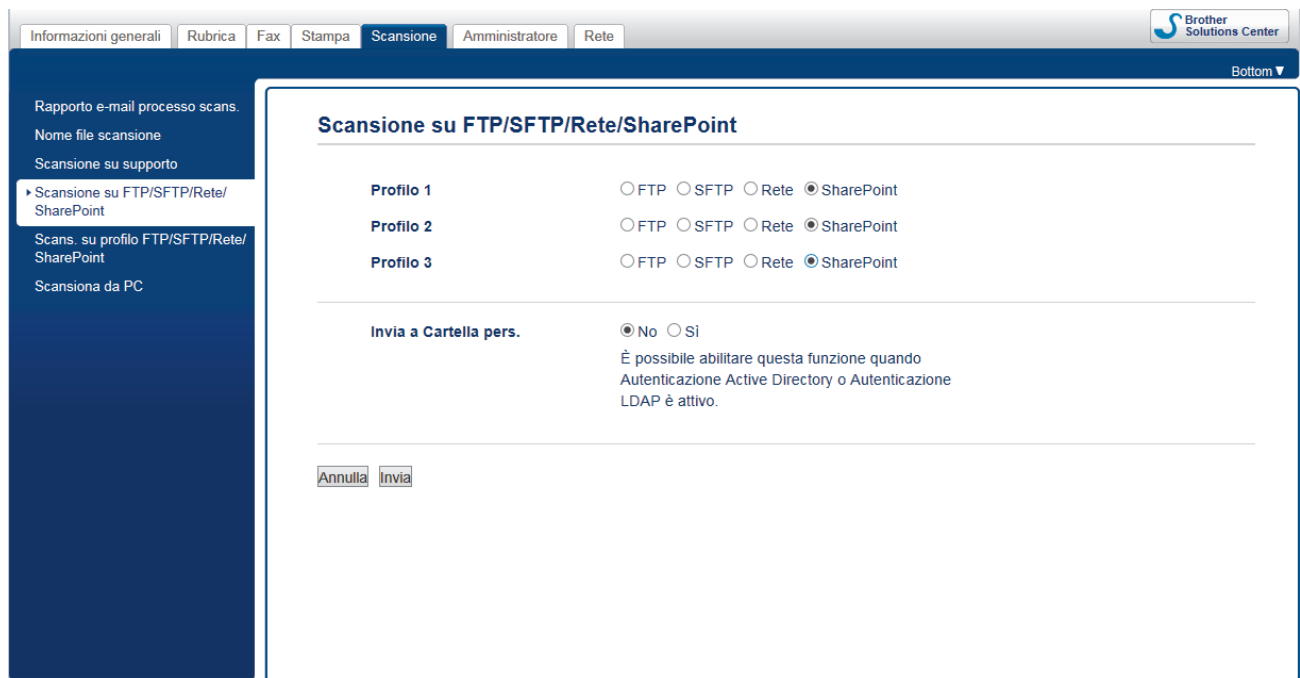 Informazioni generali Rubrica Fax Stampa Scansione Amministratore Rete
Brother
Solutions Center
Bottom▼
Rapporto e-mail processo scans.
Nome file scansione
Scansione su supporto
Scansione su FTP/SFTP/Rete/
SharePoint
Scans. su profilo FTP/SFTP/Rete/
SharePoint
Scansiona da PC
Scansione su FTP/SFTP/Rete/SharePoint
Profilo 1 FTP SFTP Rete SharePoint
Profilo 2 FTP SFTP Rete SharePoint
Profilo 3 FTP SFTP Rete SharePoint
Invia a Cartella pers. No Sì
È possibile abilitare questa funzione quando
Autenticazione Active Directory o Autenticazione
LDAP è attivo.
Annulla Invia